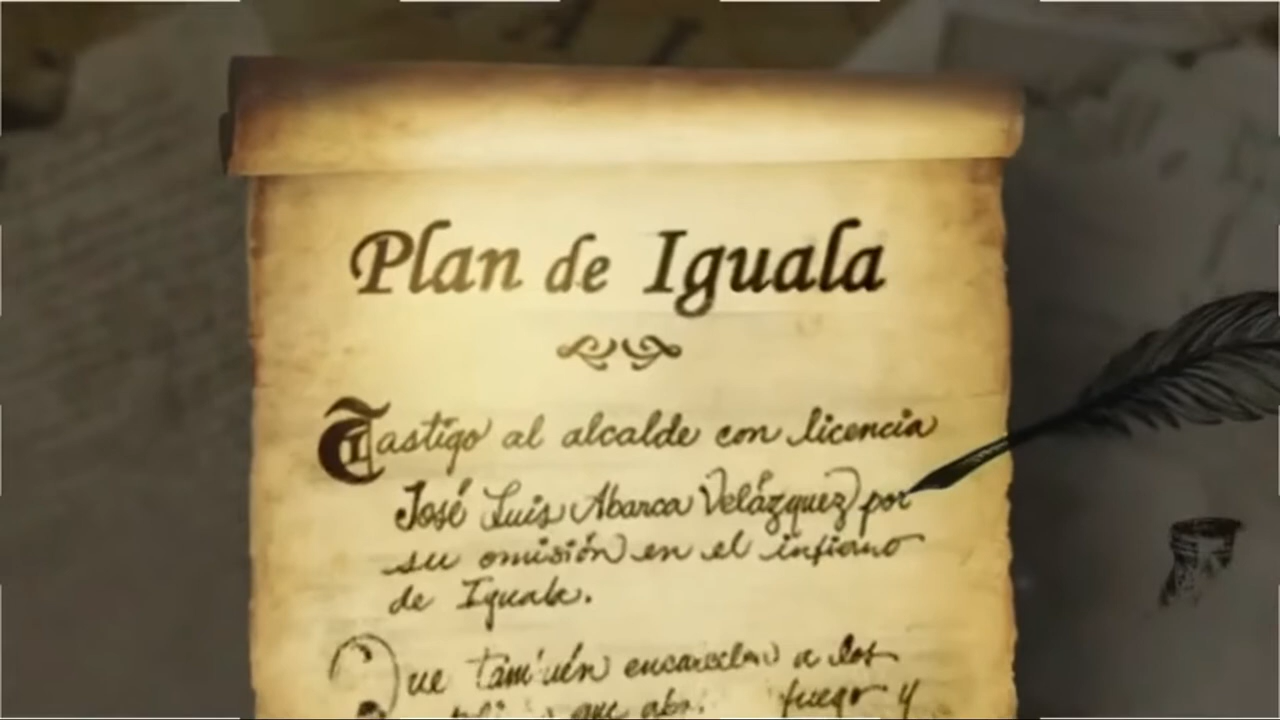 Plan de Iguala
Castigo al alcalde con licencia
José Luis Abarca Velázquez por
su omisión en el infierno
de Iguala.
Que también encarcelen a los
que fuego y